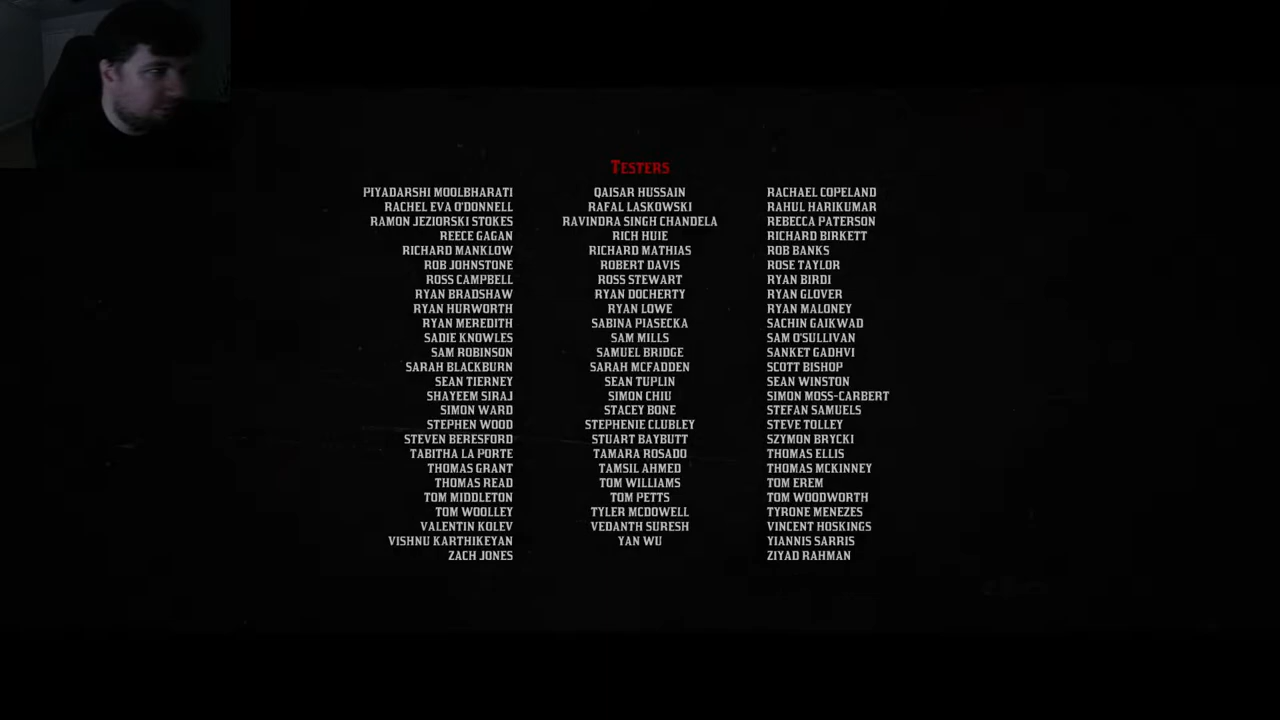 TESTERS
PIYADARSHI MOOLBHARATI QAISAR HUSSAIN RACHAEL COPELAND
RACHEL EVA O'DONNELL RAFAL LASKOWSKI RAHUL HARIKUMAR
RAMON JEZIORSKI STOKES RAVINDRA SINGH CHANDELA REBECCA PATERSON
REECE GAGAN RICH HUIE RICHARD BIRKETT
RICHARD MANKLOW RICHARD MATHIAS ROB BANKS
ROB JOHNSTONE ROBERT DAVIS ROSE TAYLOR
ROSS CAMPBELL ROSS STEWART RYAN BIRDI
RYAN BRADSHAW RYAN DOCHERTY RYAN GLOVER
RYAN HURWORTH RYAN LOWE RYAN MALONEY
RYAN MEREDITH SABINA PIASECKA SACHIN GAIKWAD
SADIE KNOWLES SAM MILLS SAM O'SULLIVAN
SAM ROBINSON SAMUEL BRIDGE SANKET GADHVI
SARAH BLACKBURN SARAH MCFADDEN SCOTT BISHOP
SEAN TIERNEY SEAN TUPLIN SEAN WINSTON
SHAYEEM SIRAJ SIMON CHIU SIMON MOSS-CARBERT
SIMON WARD STACEY BONE STEFAN SAMUELS
STEPHEN WOOD STEPHENIE CLUBLEY STEVE TOLLEY
STEVEN BERESFORD STUART BAYBUTT SZYMON BRYCKI
TABITHA LA PORTE TAMARA ROSADO THOMAS ELLIS
THOMAS GRANT TAMSIL AHMED THOMAS MCKINNEY
THOMAS READ TOM WILLIAMS TOM EREM
TOM MIDDLETON TOM PETTS TOM WOODWORTH
TOM WOOLLEY TYLER MCDOWELL TYRONE MENEZES
VALENTIN KOLEV VEDANTH SURESH VINCENT HOSKINGS
VISHNU KARTHIKEYAN YAN WU YIANNIS SARRIS
ZACH JONES ZIYAD RAHMAN